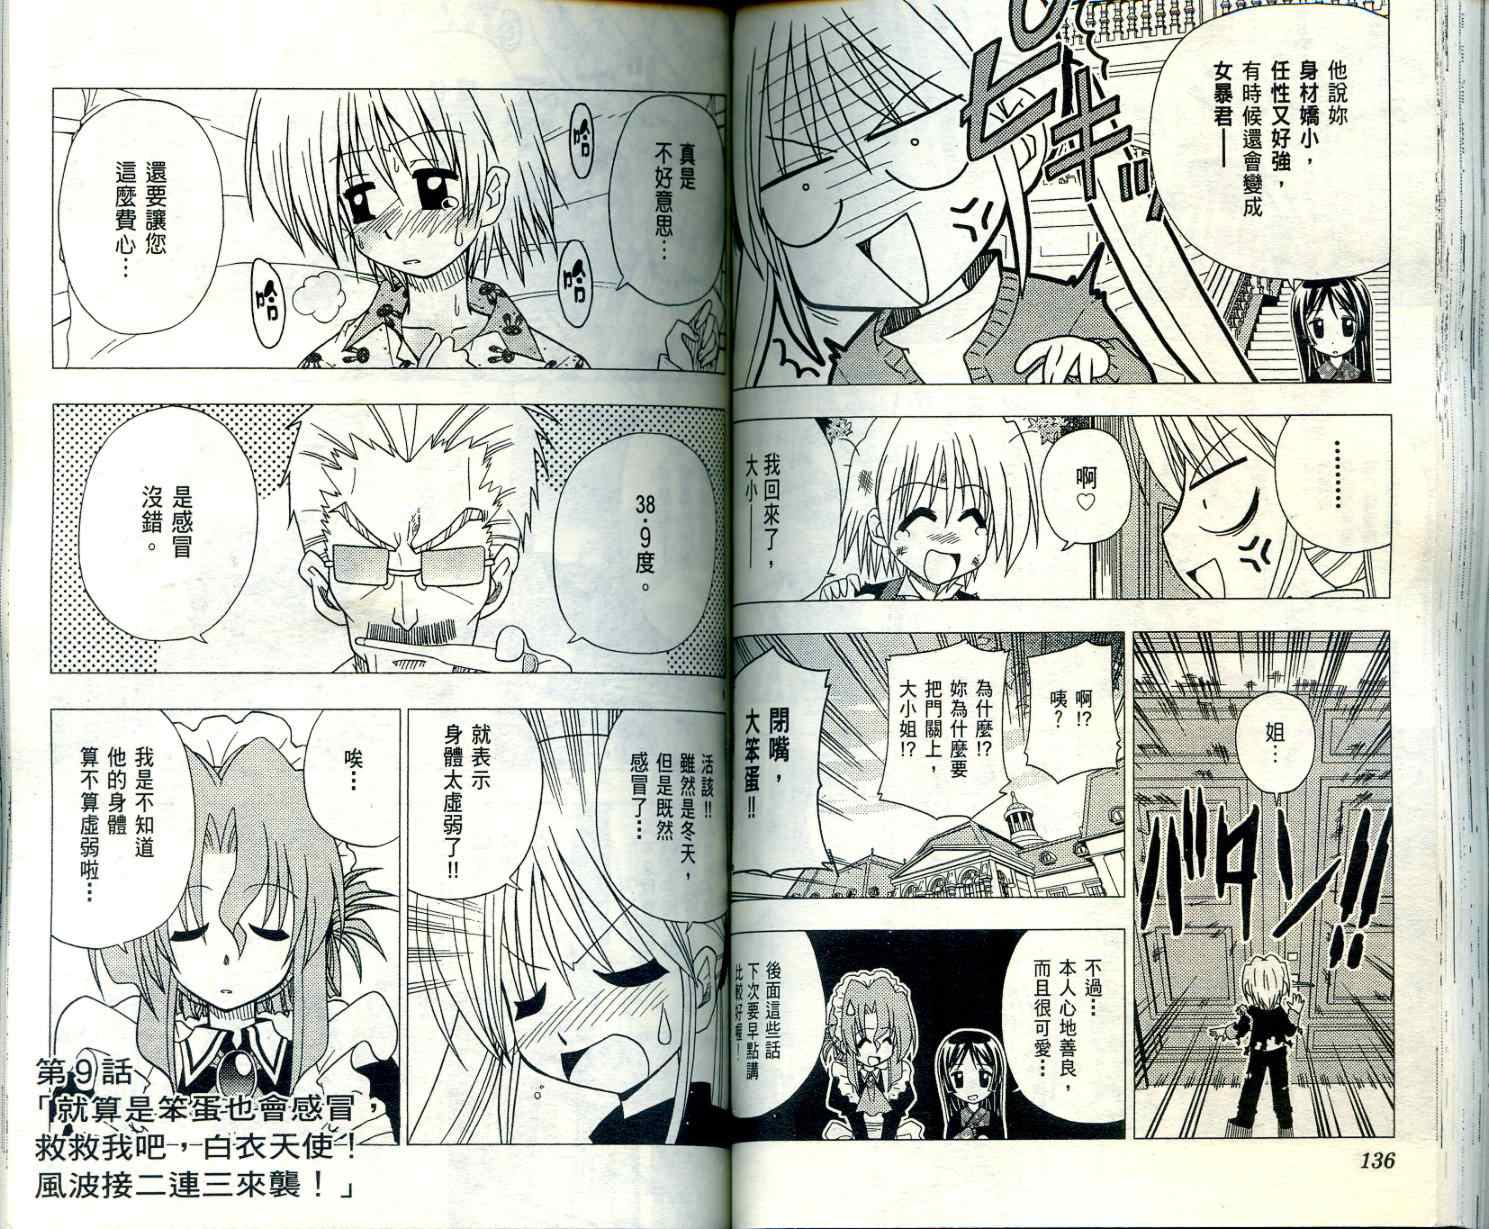 他說妳
身材嬌小，
任性又好強，
有時候還會變成
女暴君——
ピキッ
………
啊♡
我回來了，
大小——
姐…
バタン!!
啊!?
咦?
為什麼!?
妳為什麼要
把門關上，
大小姐!?
閉嘴，
大笨蛋!!
不過…
本人心地善良，
而且很可愛…
後面這些話
下次要早點講
比較好喔！
136
真是
不好意思…
哈
哈
哈
還要讓您
這麼費心…
38.9度。
是感冒
沒錯。
活該!!
雖然是冬天，
但是既然
感冒了…
就表示
身體太虛弱了!!
唉…
我是不知道
他的身體
算不算虛弱啦…
第9話
「就算是笨蛋也會感冒，
救救我吧，白衣天使！
風波接二連三來襲！」